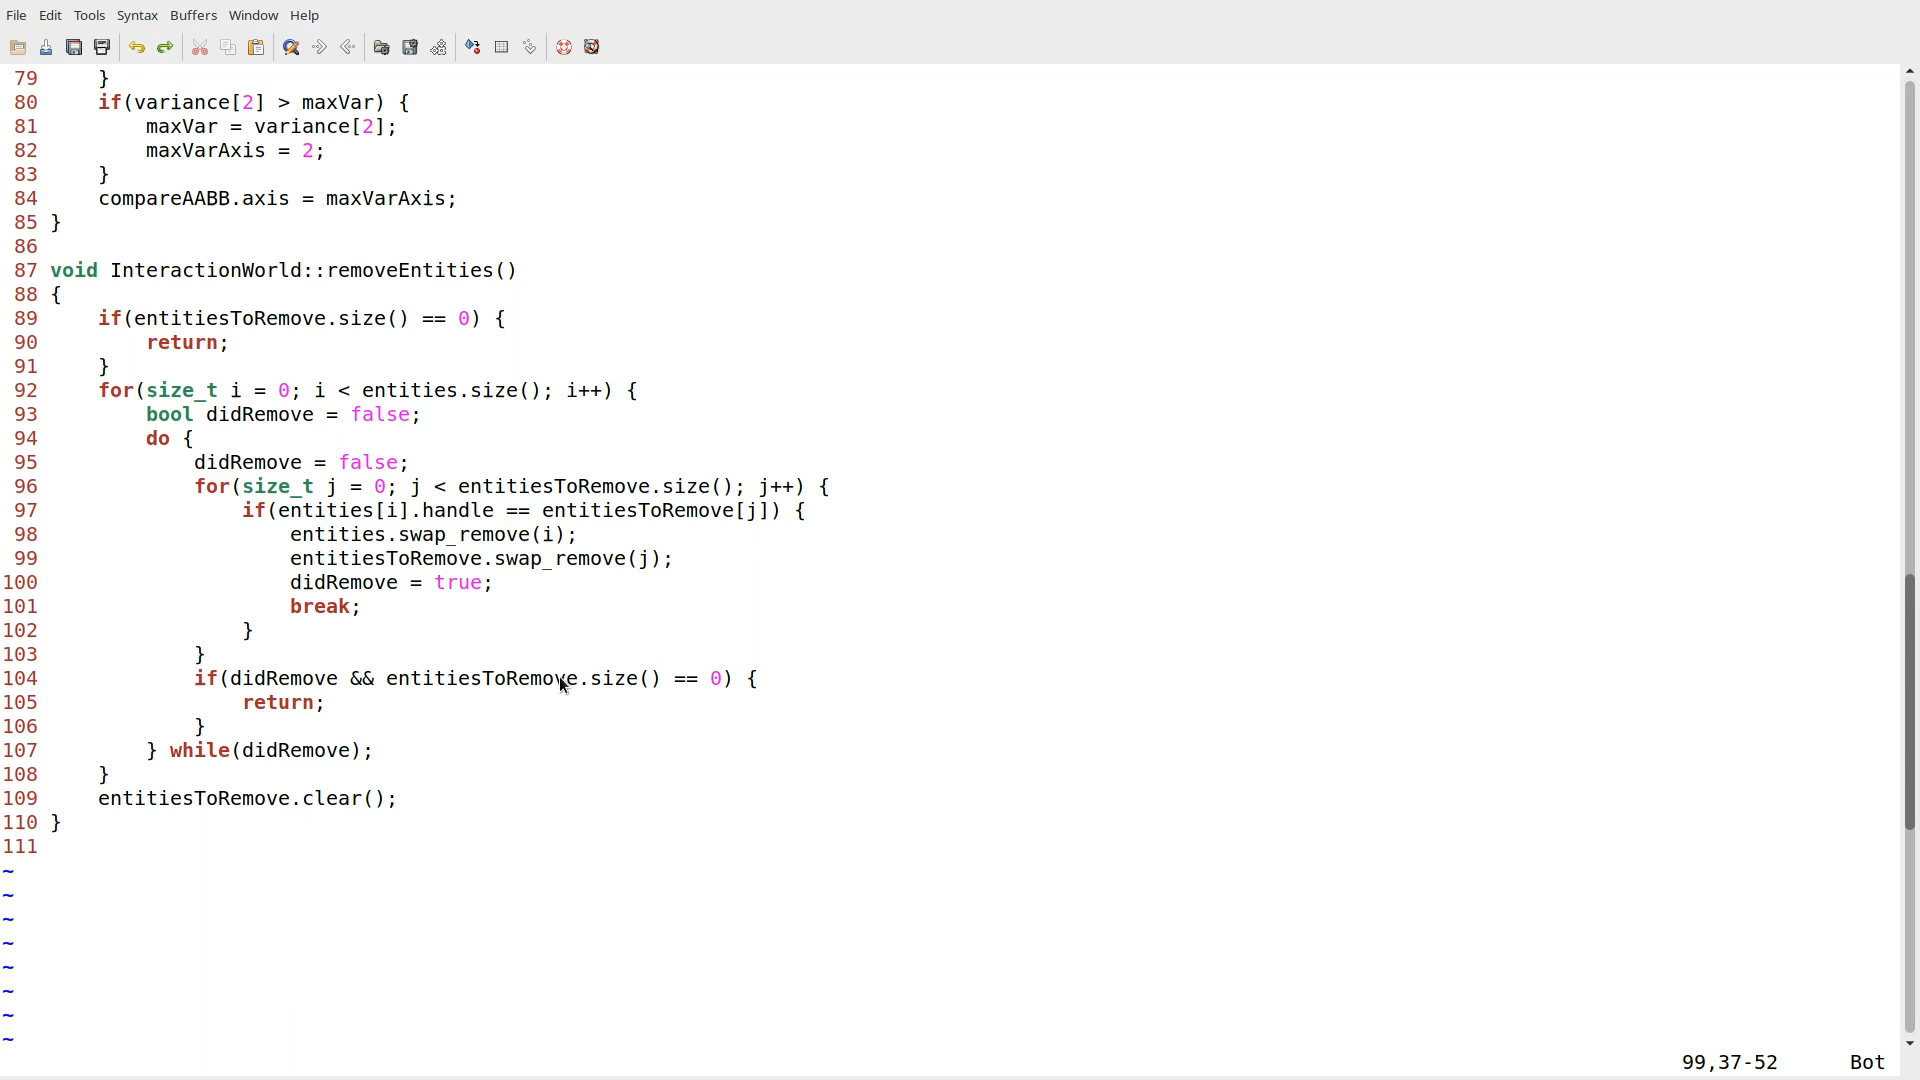 File Edit Tools Syntax Buffers Window Help
79     }
80     if(variance[2] > maxVar) {
81         maxVar = variance[2];
82         maxVarAxis = 2;
83     }
84     compareAABB.axis = maxVarAxis;
85 }
86
87 void InteractionWorld::removeEntities()
88 {
89     if(entitiesToRemove.size() == 0) {
90         return;
91     }
92     for(size_t i = 0; i < entities.size(); i++) {
93         bool didRemove = false;
94         do {
95             didRemove = false;
96             for(size_t j = 0; j < entitiesToRemove.size(); j++) {
97                 if(entities[i].handle == entitiesToRemove[j]) {
98                     entities.swap_remove(i);
99                     entitiesToRemove.swap_remove(j);
100                     didRemove = true;
101                     break;
102                 }
103             }
104             if(didRemove && entitiesToRemove.size() == 0) {
105                 return;
106             }
107         } while(didRemove);
108     }
109     entitiesToRemove.clear();
110 }
111
~
~
~
~
~
~
~
~
99,37-52 Bot